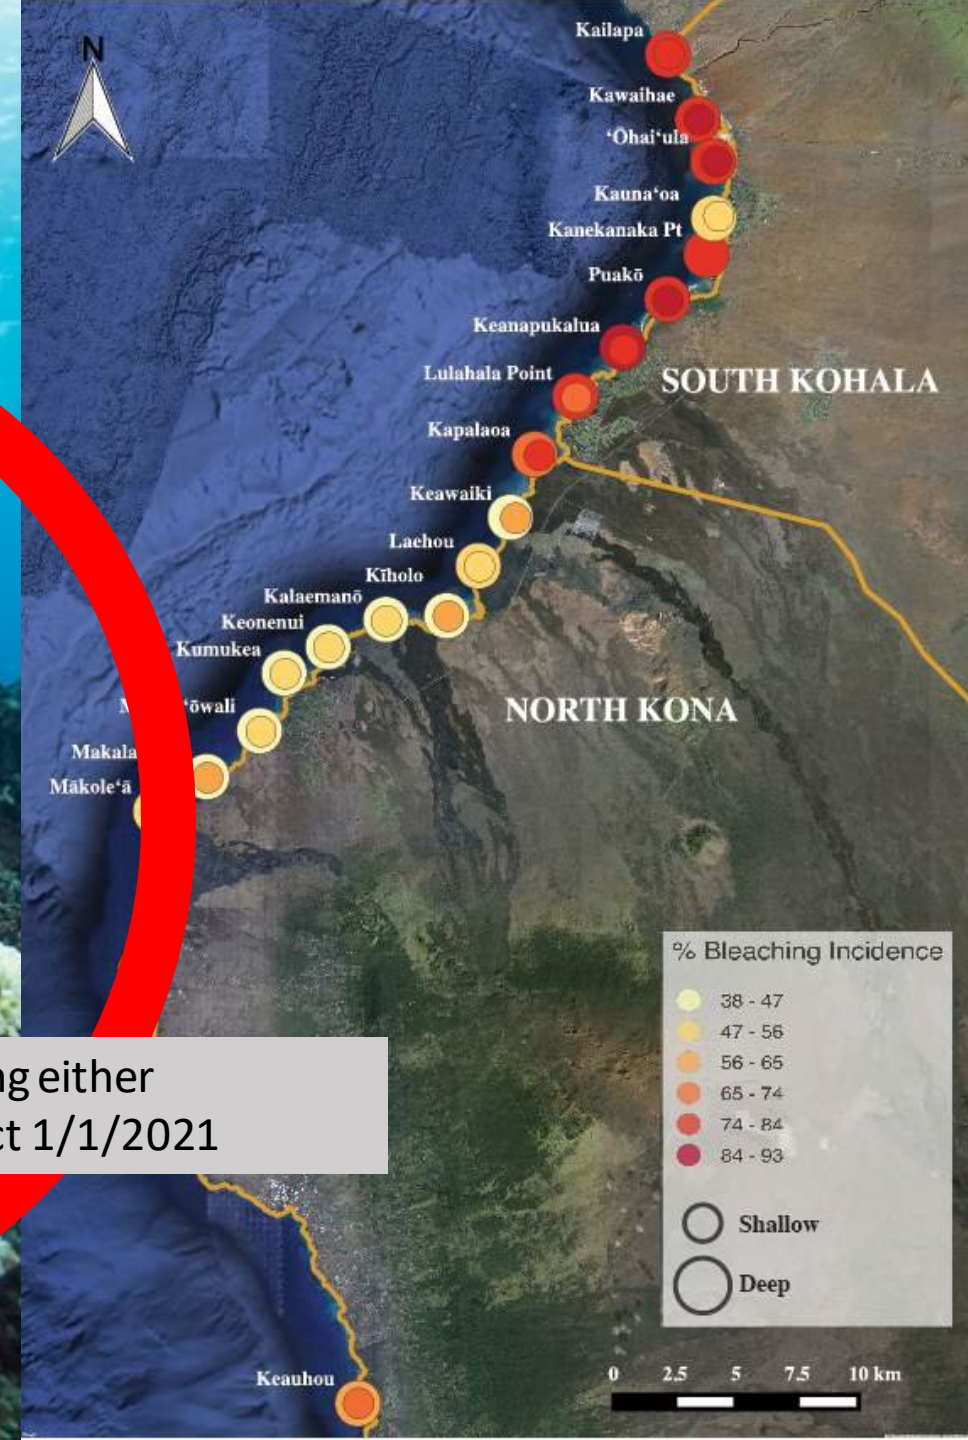 N
Kailapa
Kawaihae
ʻŌhaiʻula
Kaunaʻoa
Kanekanaka Pt
Puakō
Keanapukalua
Lulahala Point
SOUTH KOHALA
Kapalaoa
Keawaiki
Laehou
Kīholo
Kalaemanō
Keonenui
Kumukea
M ʻōwali
NORTH KONA
Makala
Mākoleʻā
% Bleaching Incidence
38 - 47
47 - 56
56 - 65
65 - 74
74 - 84
84 - 93
Shallow
Deep
ng either
ct 1/1/2021
Keauhou
0 2.5 5 7.5 10 km